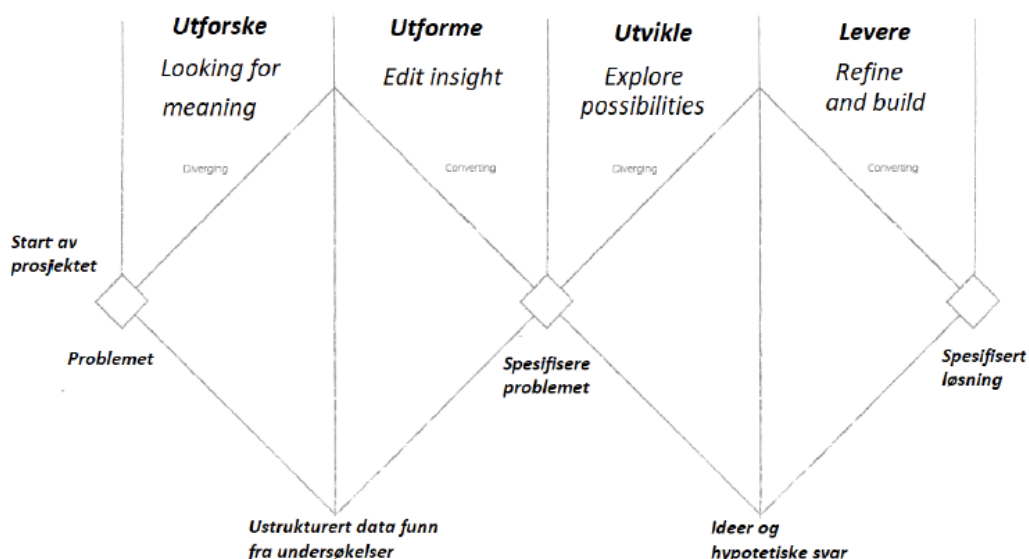 Utforske
Looking for
meaning
Utforme
Edit insight
Utvikle
Explore
possibilities
Levere
Refine
and build
Diverging
Converting
Diverging
Converting
Start av
prosjektet
Problemet
Spesifisere
problemet
Spesifisert
løsning
Ustrukturert data funn
fra undersøkelser
Ideer og
hypotetiske svar